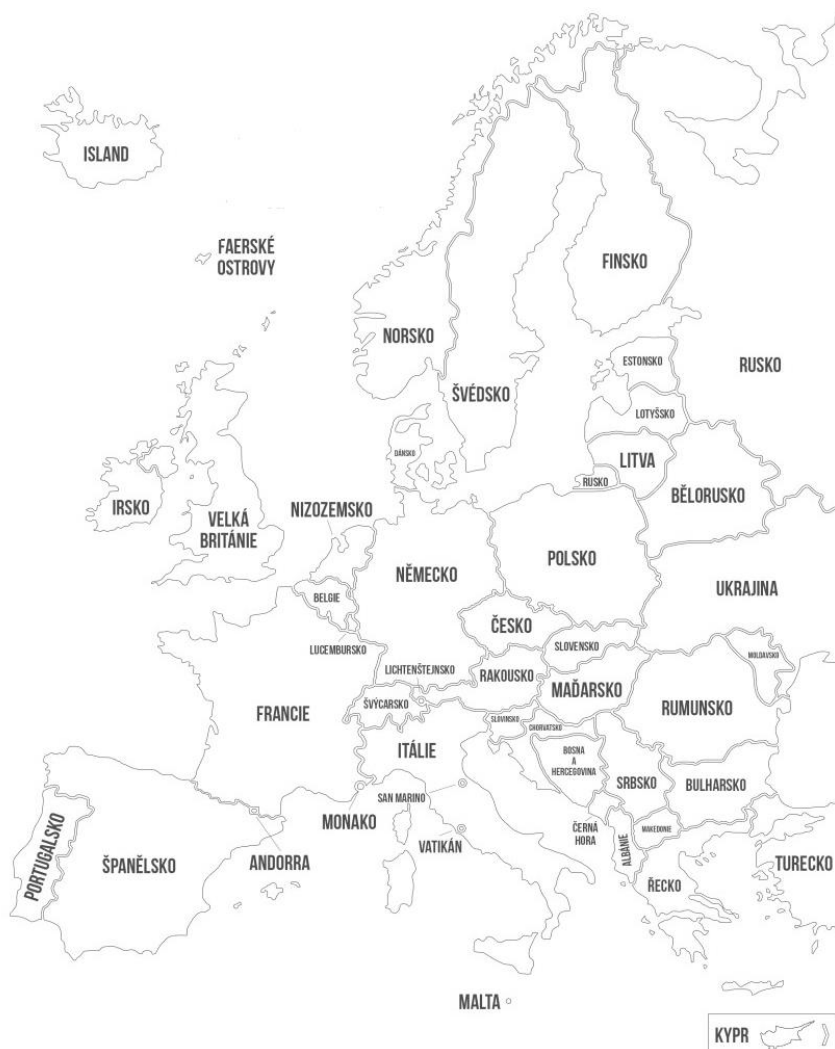 ISLAND
FAERSKÉ
OSTROVY
FINSKO
NORSKO
ŠVÉDSKO
ESTONSKO
RUSKO
LOTYŠSKO
DÁNSKO
LITVA
RUSKO
BĚLORUSKO
IRSKO
VELKÁ
BRITÁNIE
NIZOZEMSKO
NĚMECKO
POLSKO
UKRAJINA
BELGIE
ČESKO
LUCEMBURSKO
SLOVENSKO
MOLDAVSKO
LICHTENŠTEJNSKO
RAKOUSKO
MAĎARSKO
ŠVÝCARSKO
FRANCIE
RUMUNSKO
SLOVINSKO
CHORVATSKO
ITÁLIE
BOSNA
A
HERCEGOVINA
SRBSKO
BULHARSKO
SAN MARINO
MONAKO
ČERNÁ
HORA
MAKEDONIE
VATIKÁN
ALBÁNIE
PORTUGALSKO
ŠPANĚLSKO
ANDORRA
TURECKO
ŘECKO
MALTA
KYPR